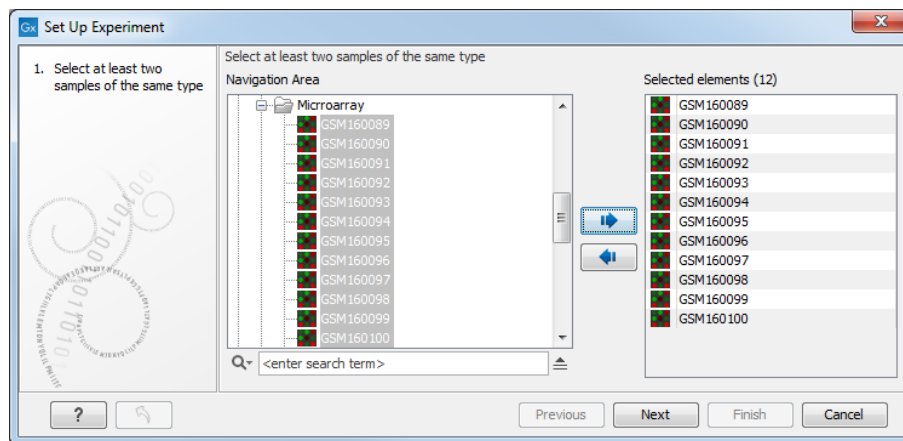 Gx Set Up Experiment
1. Select at least two
samples of the same type
Select at least two samples of the same type
Navigation Area
Micrroarray
GSM160089
GSM160090
GSM160091
GSM160092
GSM160093
GSM160094
GSM160095
GSM160096
GSM160097
GSM160098
GSM160099
GSM160100
<enter search term>
Selected elements (12)
GSM160089
GSM160090
GSM160091
GSM160092
GSM160093
GSM160094
GSM160095
GSM160096
GSM160097
GSM160098
GSM160099
GSM160100
?
Previous
Next
Finish
Cancel